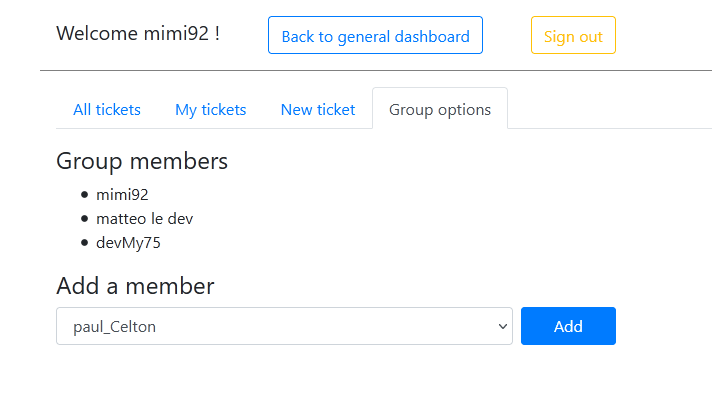 Welcome mimi92 ! Back to general dashboard Sign out
All tickets My tickets New ticket Group options
Group members
mimi92
matteo le dev
devMy75
Add a member
paul_Celton Add